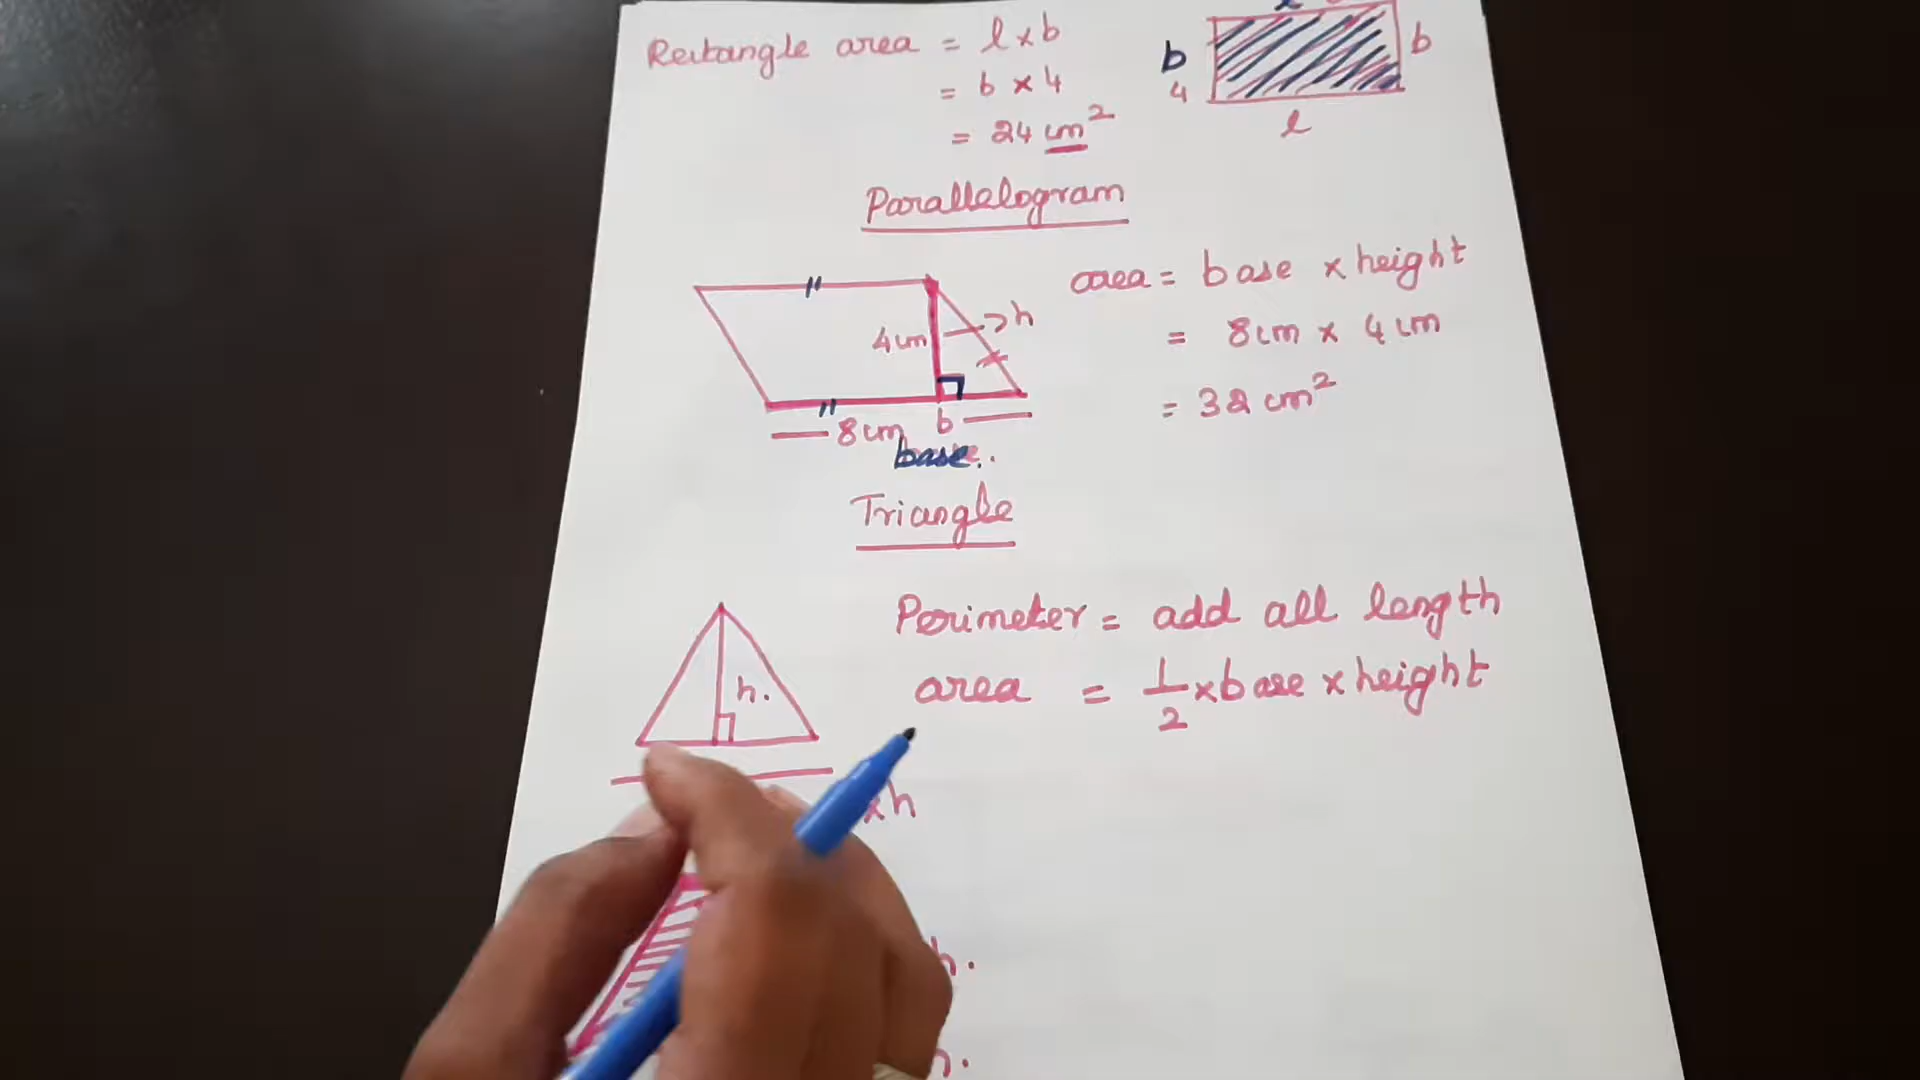 Rectangle area = l x b
= 6 x 4
= 24 cm²
b
4
b
l
Parallelogram
4cm
h
8cm b
base.
area = base x height
= 8cm x 4cm
= 32 cm²
Triangle
h.
Perimeter = add all length
area = 1/2 x base x height
x h
h.